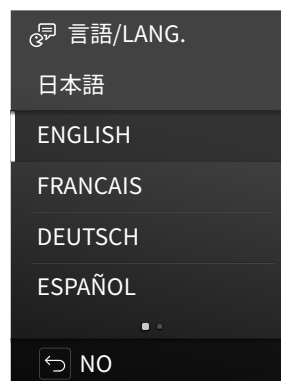 言語/LANG.
日本語
ENGLISH
FRANCAIS
DEUTSCH
ESPAÑOL
NO